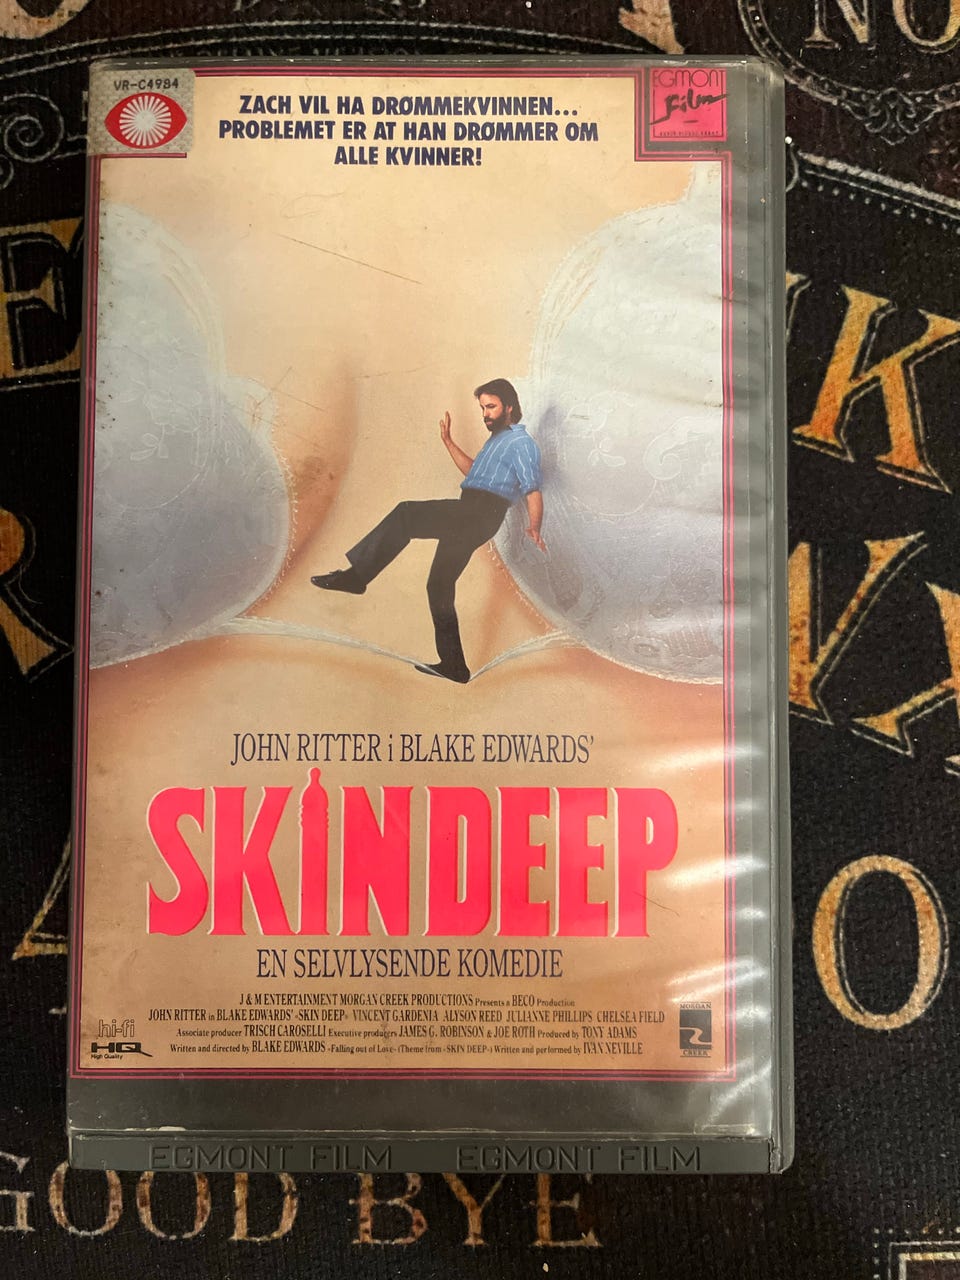 VR-C4984
EGMONT
Film
ZACH VIL HA DRØMMEKVINNEN...
PROBLEMET ER AT HAN DRØMMER OM
ALLE KVINNER!
JOHN RITTER i BLAKE EDWARDS'
SKIN DEEP
EN SELVLYSENDE KOMEDIE
J & M ENTERTAINMENT MORGAN CREEK PRODUCTIONS Presents a BECO Production
JOHN RITTER in BLAKE EDWARDS' «SKIN DEEP» VINCENT GARDENIA ALYSON REED JULIANNE PHILLIPS CHELSEA FIELD
Associate producer TRISCH CAROSELLI Executive producers JAMES G. ROBINSON & JOE ROTH Produced by TONY ADAMS
Written and directed by BLAKE EDWARDS «Falling out of Love» (Theme from «SKIN DEEP») Written and performed by IVAN NEVILLE
hi-fi
HQ
High Quality
MORGAN
CREEK
EGMONT FILM EGMONT FILM
NO
O
GOOD BYE